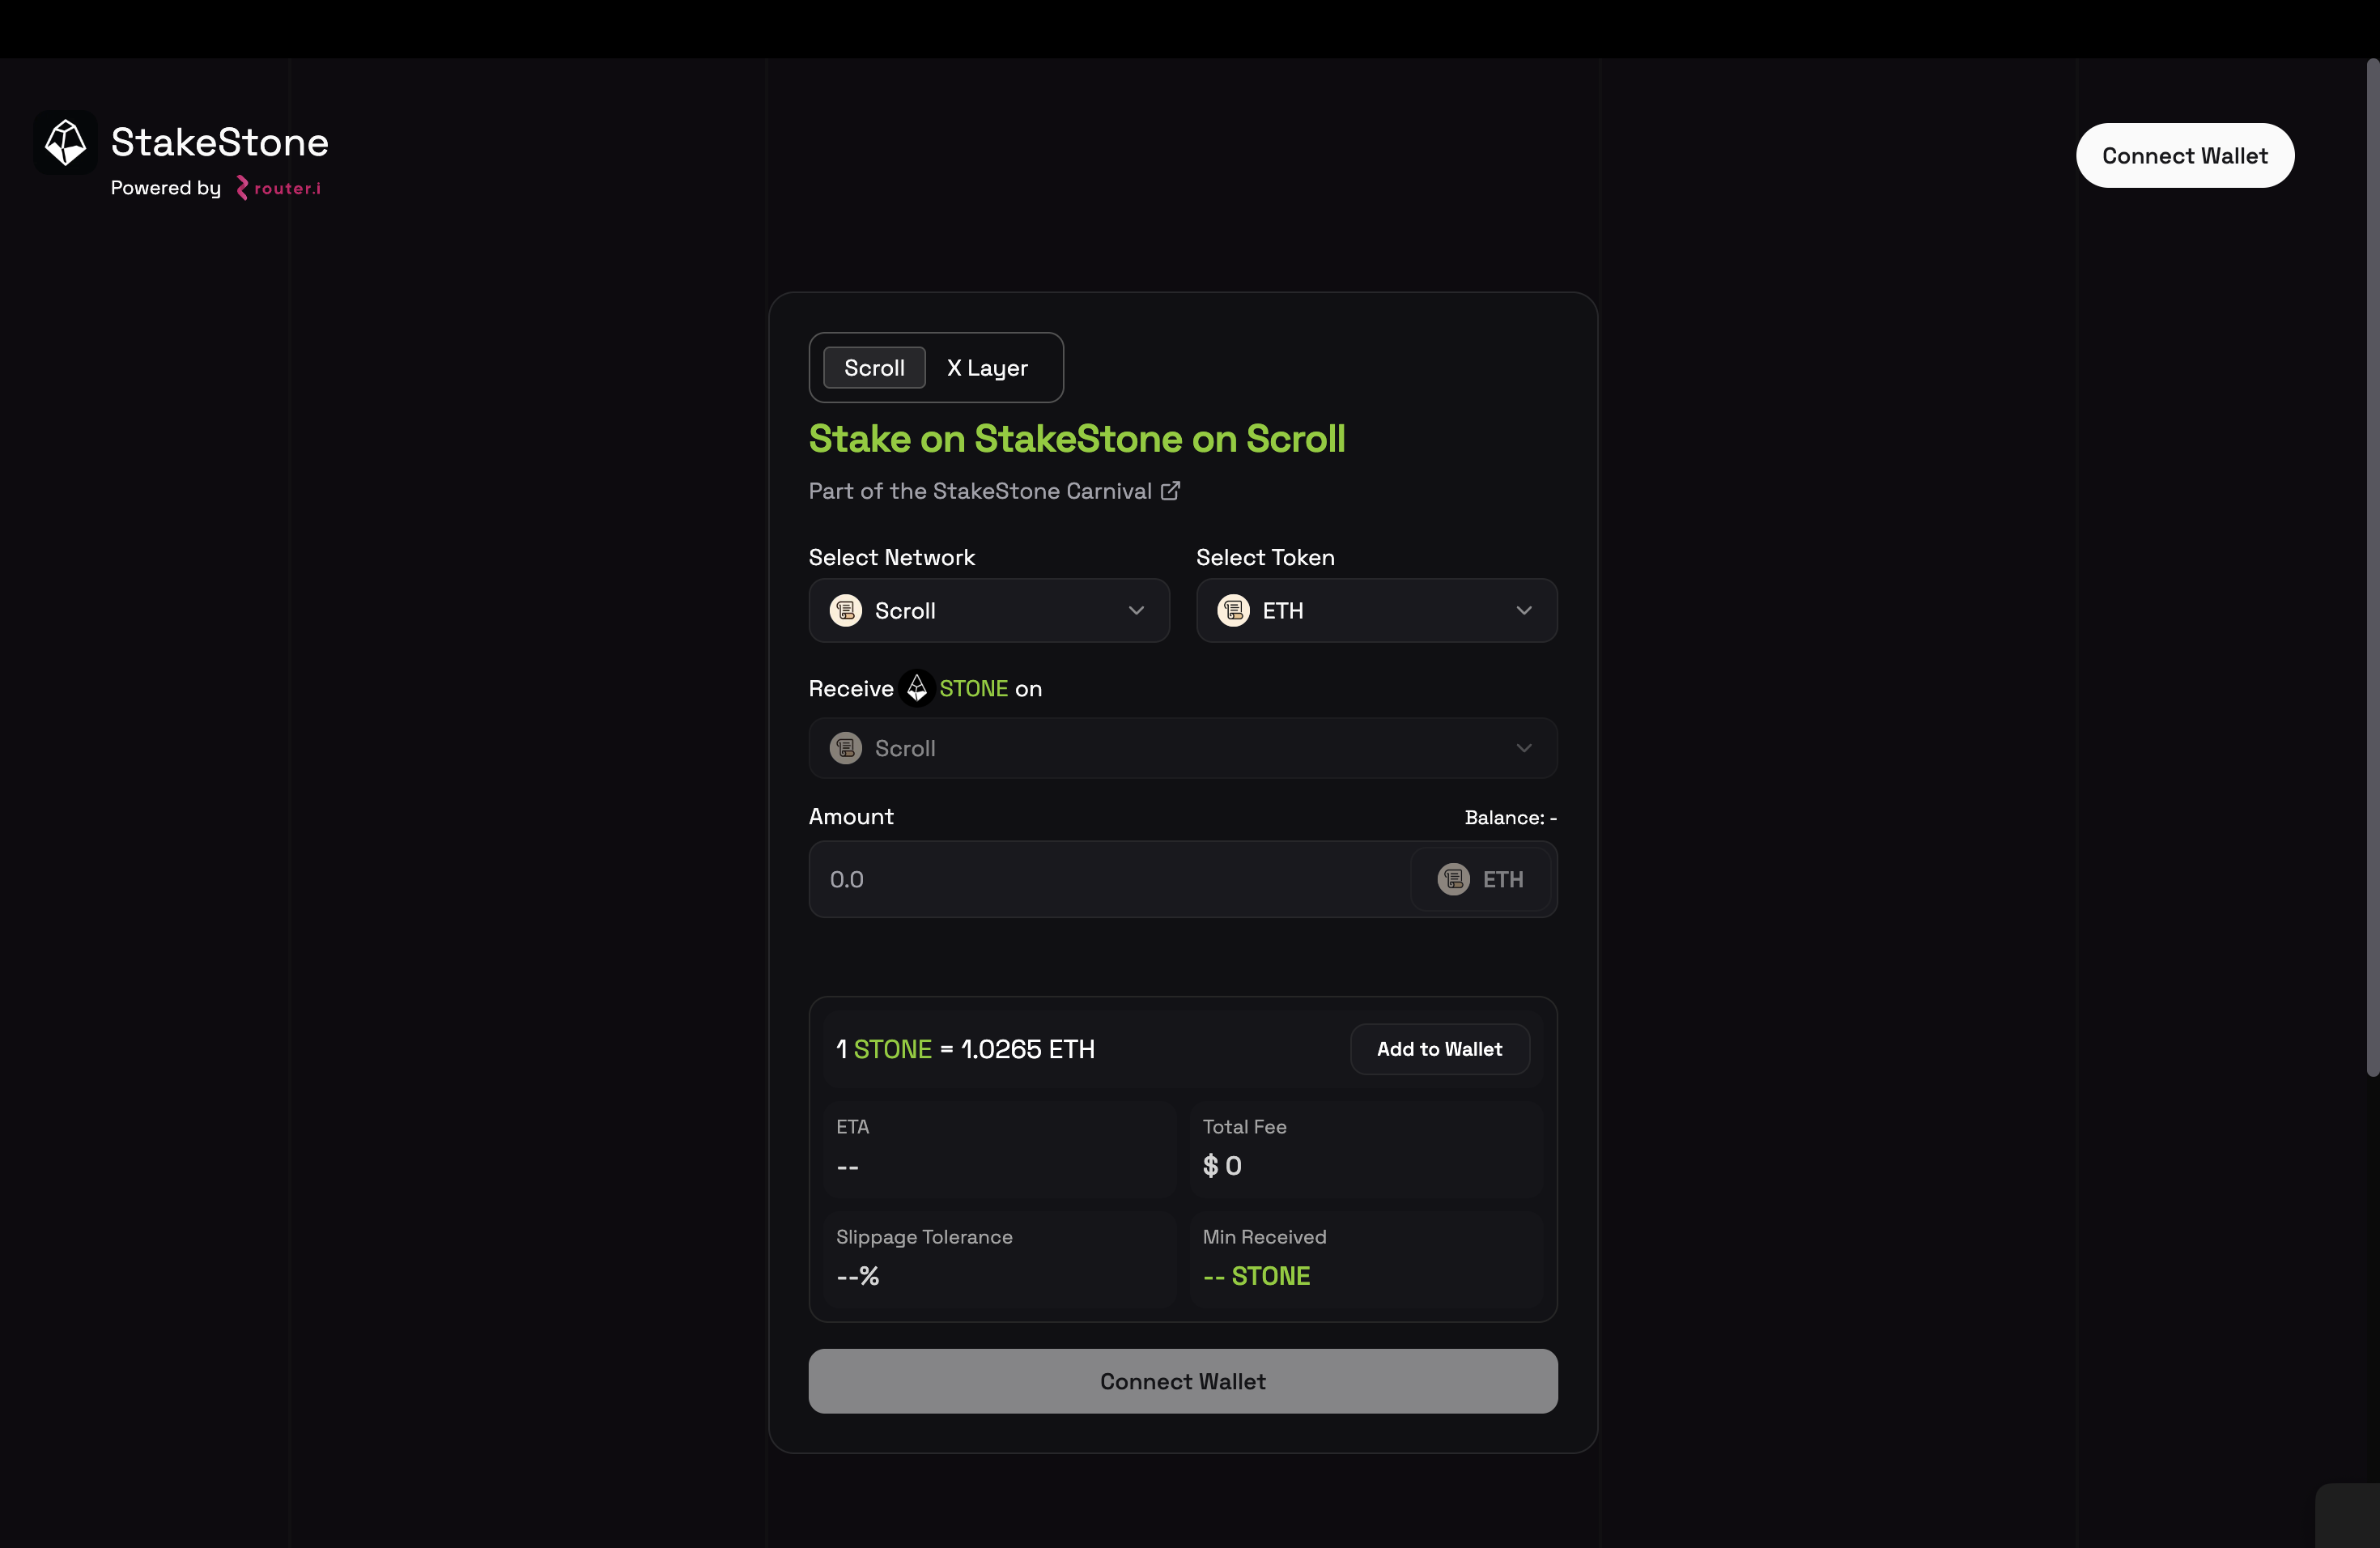 StakeStone
Powered by router.i
Connect Wallet
Scroll X Layer
Stake on StakeStone on Scroll
Part of the StakeStone Carnival
Select Network Select Token
Scroll ETH
Receive STONE on
Scroll
Amount Balance: -
0.0 ETH
1 STONE = 1.0265 ETH Add to Wallet
ETA Total Fee
-- $ 0
Slippage Tolerance Min Received
--% -- STONE
Connect Wallet